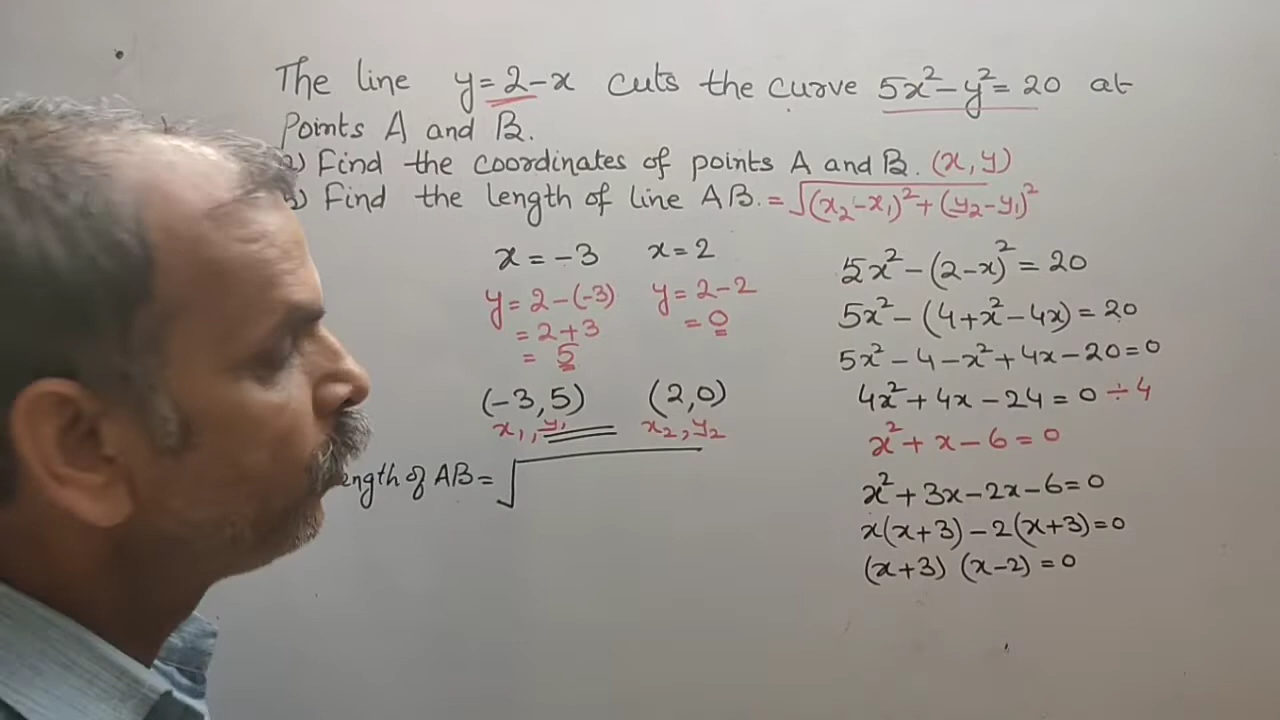 The line y=2-x cuts the curve 5x²-y²=20 at
Points A and B.
) Find the coordinates of points A and B. (x,y)
) Find the length of line AB. = √(x₂-x₁)²+(y₂-y₁)²
x=-3 x=2
y=2-(-3) y=2-2
=2+3 =0
=5
(-3,5) (2,0)
x₁,y₁ x₂,y₂
ength of AB=√
5x²-(2-x)²=20
5x²-(4+x²-4x)=20
5x²-4-x²+4x-20=0
4x²+4x-24=0 ÷4
x²+x-6=0
x²+3x-2x-6=0
x(x+3)-2(x+3)=0
(x+3) (x-2)=0